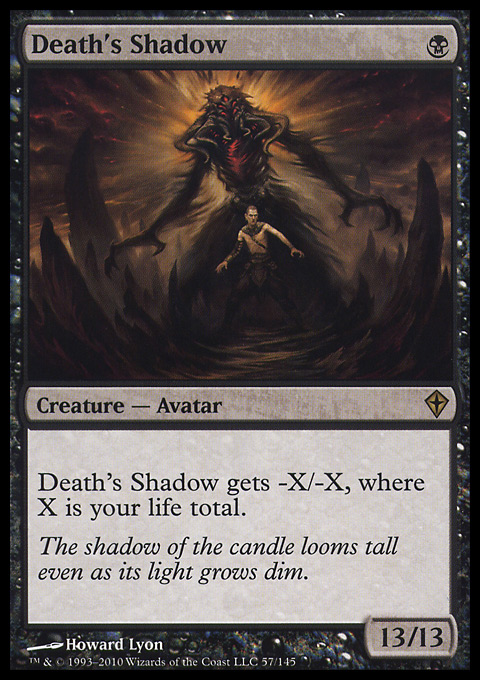 Death's Shadow
Creature — Avatar
Death's Shadow gets -X/-X, where
X is your life total.
The shadow of the candle looms tall
even as its light grows dim.
Howard Lyon
13/13
™ & © 1993–2010 Wizards of the Coast LLC 57/145